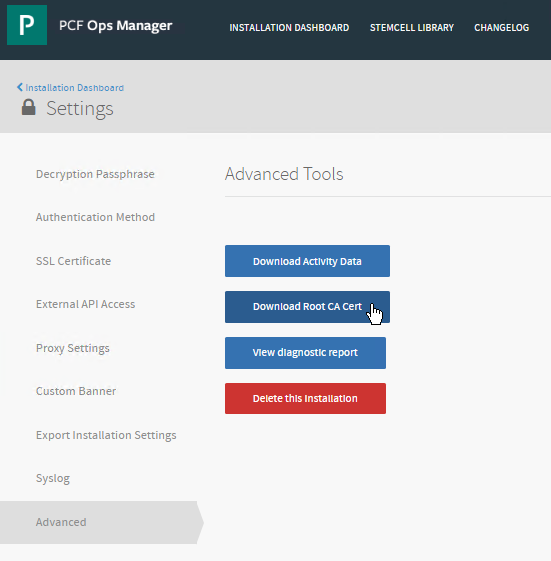 P PCF Ops Manager INSTALLATION DASHBOARD STEMCELL LIBRARY CHANGELOG
Installation Dashboard
Settings
Decryption Passphrase
Authentication Method
SSL Certificate
External API Access
Proxy Settings
Custom Banner
Export Installation Settings
Syslog
Advanced
Advanced Tools
Download Activity Data
Download Root CA Cert
View diagnostic report
Delete this installation